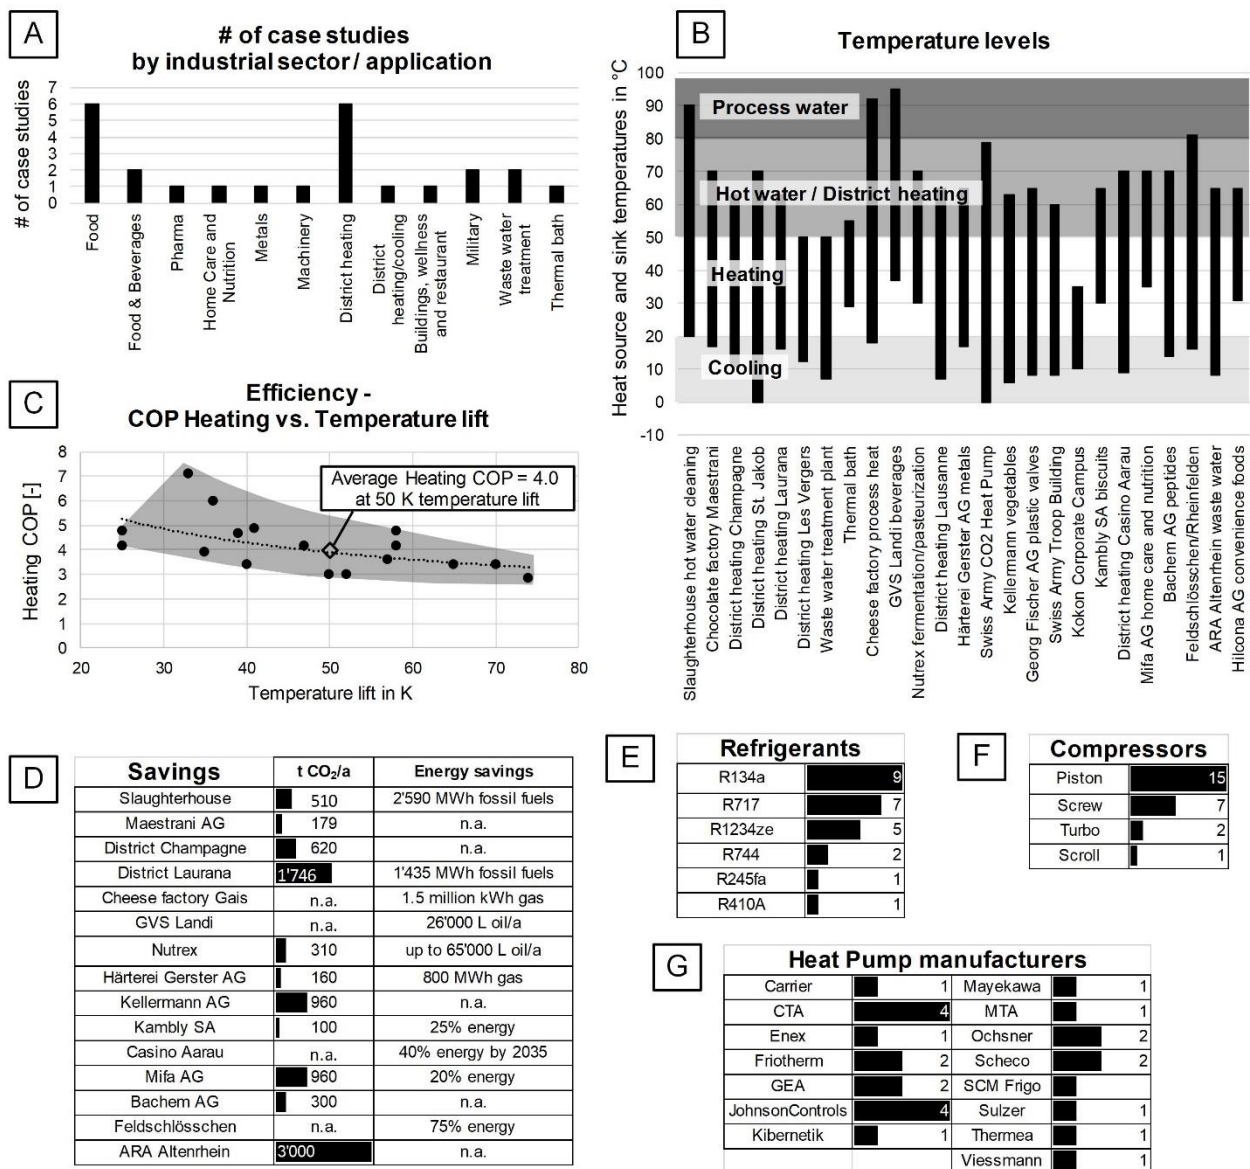 A
# of case studies
by industrial sector / application
# of case studies
7
6
5
4
3
2
1
0
Food
Food & Beverages
Pharma
Home Care and
Nutrition
Metals
Machinery
District heating
District
heating/cooling
Buildings, wellness
and restaurant
Military
Waste water
treatment
Thermal bath
B
Temperature levels
Heat source and sink temperatures in °C
100
90
80
70
60
50
40
30
20
10
0
-10
Process water
Hot water / District heating
Heating
Cooling
Slaughterhouse hot water cleaning
Chocolate factory Maestrani
District heating Champagne
District heating St. Jakob
District heating Laurana
District heating Les Vergers
Waste water treatment plant
Thermal bath
Cheese factory process heat
GVS Landi beverages
Nutrex fermentation/pasteurization
District heating Lausanne
Härterei Gerster AG metals
Swiss Army CO2 Heat Pump
Kellermann vegetables
Georg Fischer AG plastic valves
Swiss Army Troop Building
Kokon Corporate Campus
Kambly SA biscuits
District heating Casino Aarau
Mifa AG home care and nutrition
Bachem AG peptides
Feldschlösschen/Rheinfelden
ARA Altenrhein waste water
Hilcona AG convenience foods
C
Efficiency -
COP Heating vs. Temperature lift
Heating COP [-]
8
7
6
5
4
3
2
1
0
Average Heating COP = 4.0
at 50 K temperature lift
20 30 40 50 60 70 80
Temperature lift in K
D
Savings t CO₂/a Energy savings
Slaughterhouse 510 2'590 MWh fossil fuels
Maestrani AG 179 n.a.
District Champagne 620 n.a.
District Laurana 1'746 1'435 MWh fossil fuels
Cheese factory Gais n.a. 1.5 million kWh gas
GVS Landi n.a. 26'000 L oil/a
Nutrex 310 up to 65'000 L oil/a
Härterei Gerster AG 160 800 MWh gas
Kellermann AG 960 n.a.
Kambly SA 100 25% energy
Casino Aarau n.a. 40% energy by 2035
Mifa AG 960 20% energy
Bachem AG 300 n.a.
Feldschlösschen n.a. 75% energy
ARA Altenrhein 3'000 n.a.
E
Refrigerants
R134a 9
R717 7
R1234ze 5
R744 2
R245fa 1
R410A 1
F
Compressors
Piston 15
Screw 7
Turbo 2
Scroll 1
G
Heat Pump manufacturers
Carrier 1 Mayekawa 1
CTA 4 MTA 1
Enex 1 Ochsner 2
Friotherm 2 Scheco 2
GEA 2 SCM Frigo
JohnsonControls 4 Sulzer 1
Kibernetik 1 Thermea 1
Viessmann 1